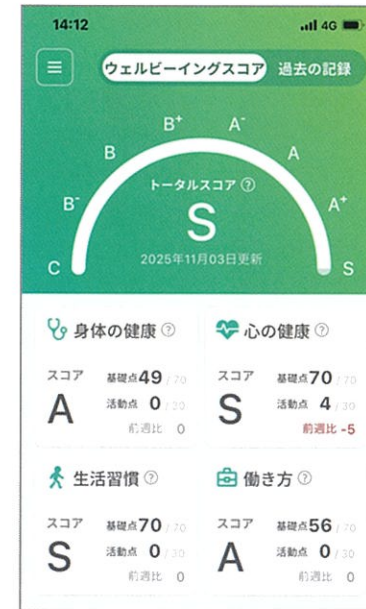 14:12 4G
ウェルビーイングスコア 過去の記録
B⁺ A⁻
B A
トータルスコア ?
B⁻ S A⁺
2025年11月03日更新
C S
身体の健康 ?
スコア 基礎点49 / 70
A 活動点 0 / 30
前週比 0
心の健康 ?
スコア 基礎点70 / 70
S 活動点 4 / 30
前週比 -5
生活習慣 ?
スコア 基礎点70 / 70
S 活動点 0 / 30
前週比 0
働き方 ?
スコア 基礎点56 / 70
A 活動点 0 / 30
前週比 0